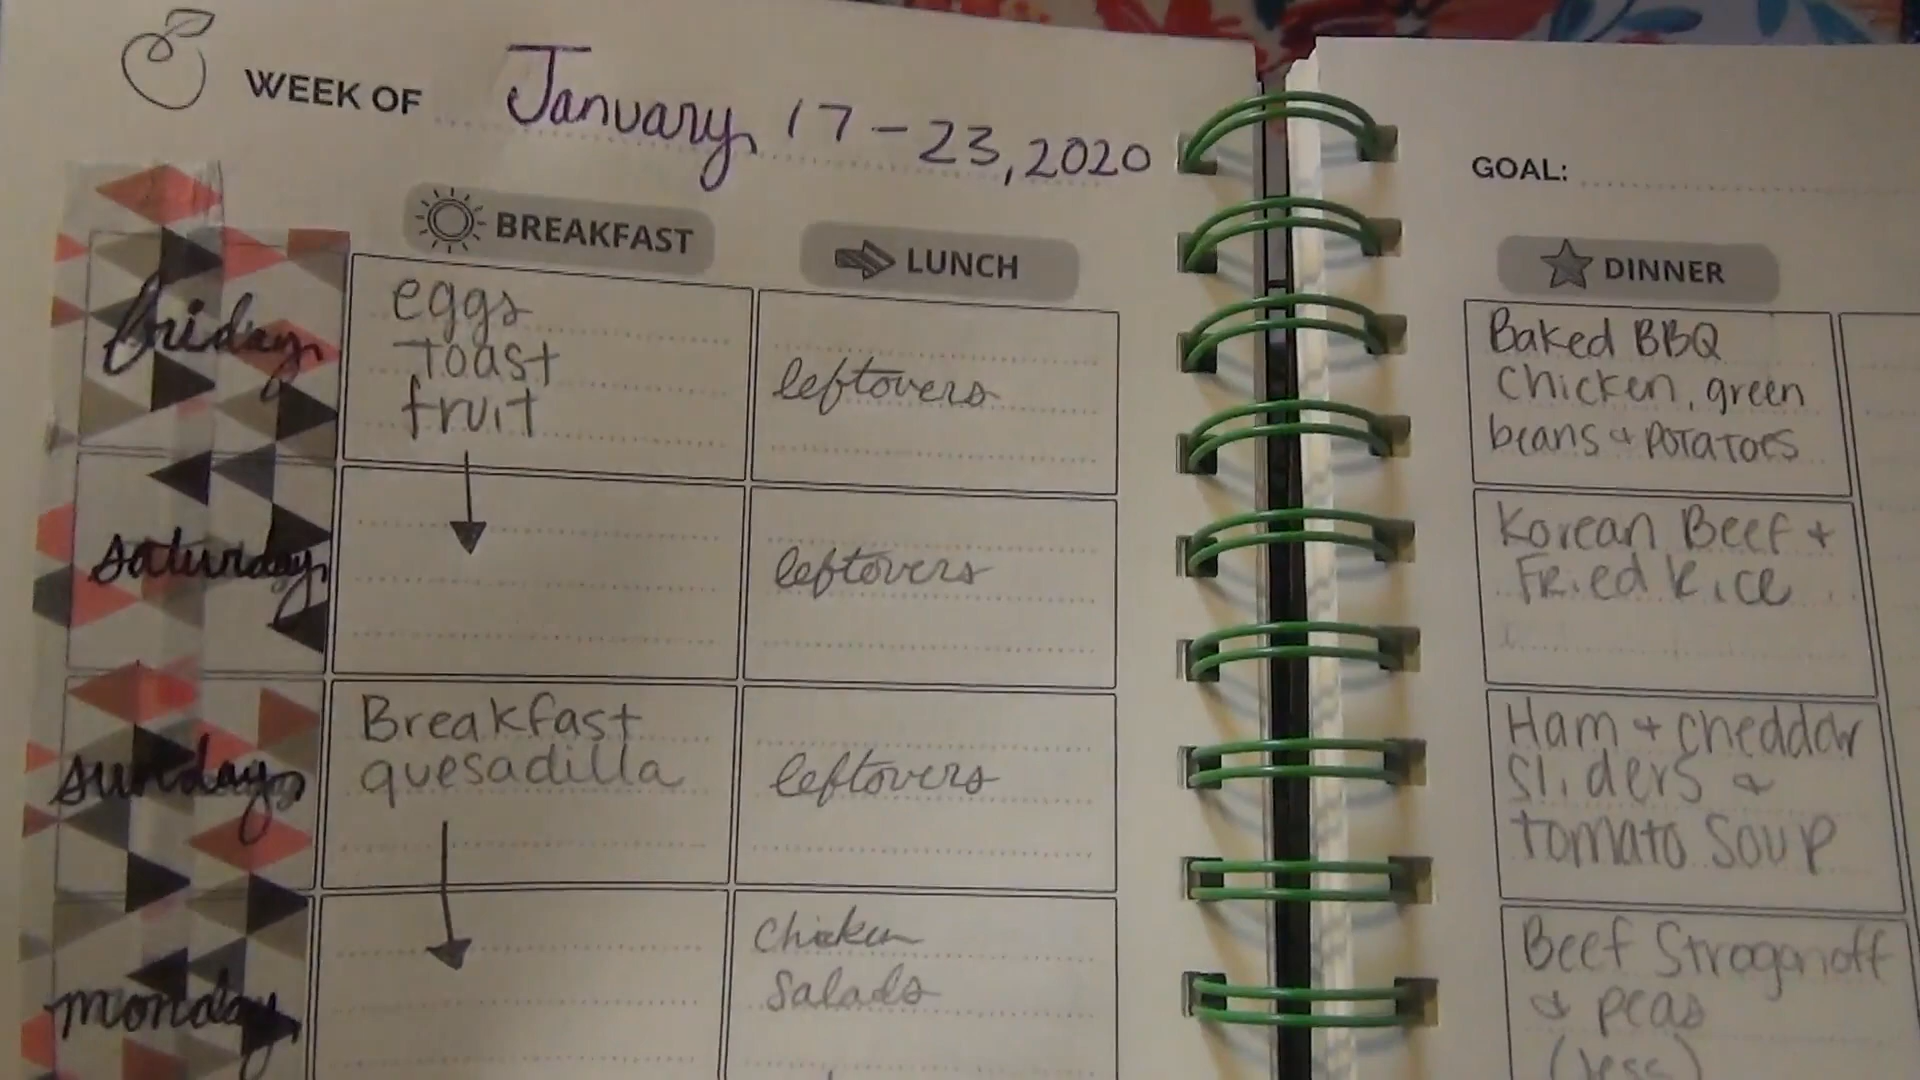 WEEK OF January 17-23, 2020
BREAKFAST
LUNCH
friday
eggs
toast
fruit
leftovers
saturday
leftovers
sunday
Breakfast
quesadilla
leftovers
monday
Chicken
Salads
GOAL:
DINNER
Baked BBQ
Chicken, green
beans + potatoes
Korean Beef +
Fried Rice
Ham + cheddar
sliders &
tomato soup
Beef Stroganoff
& peas
(Jess)